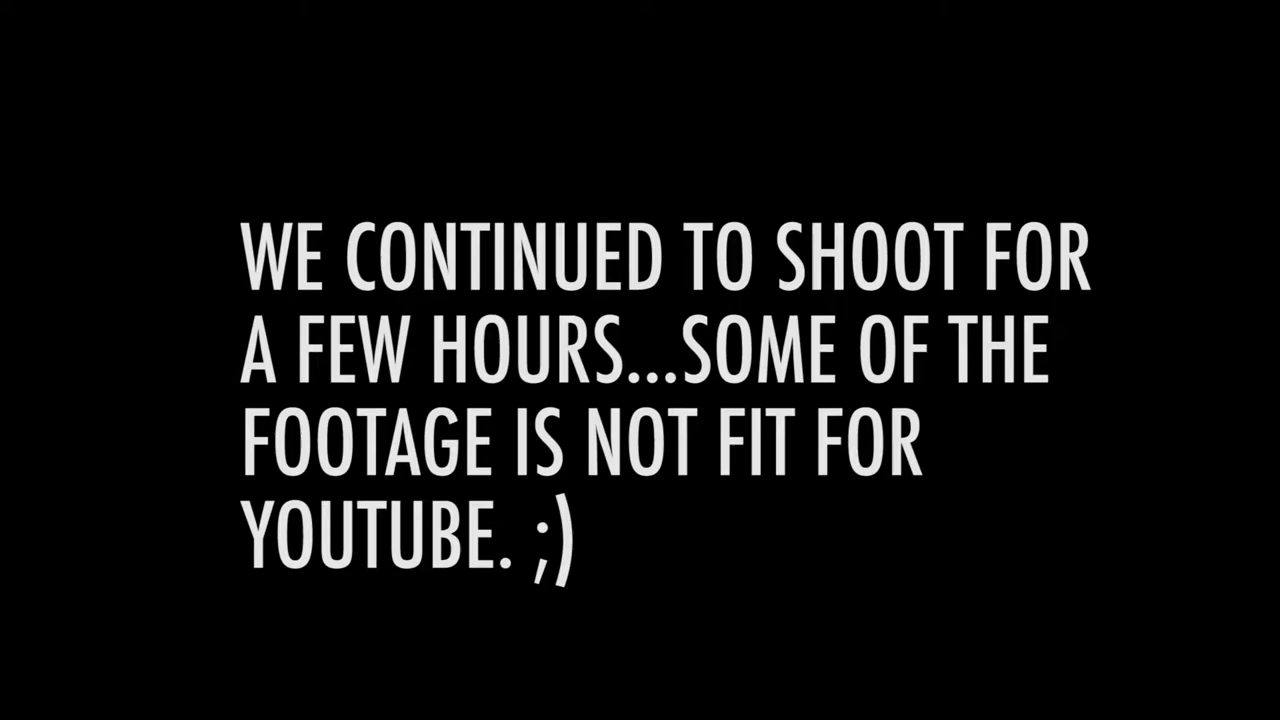 WE CONTINUED TO SHOOT FOR
A FEW HOURS...SOME OF THE
FOOTAGE IS NOT FIT FOR
YOUTUBE. ;)